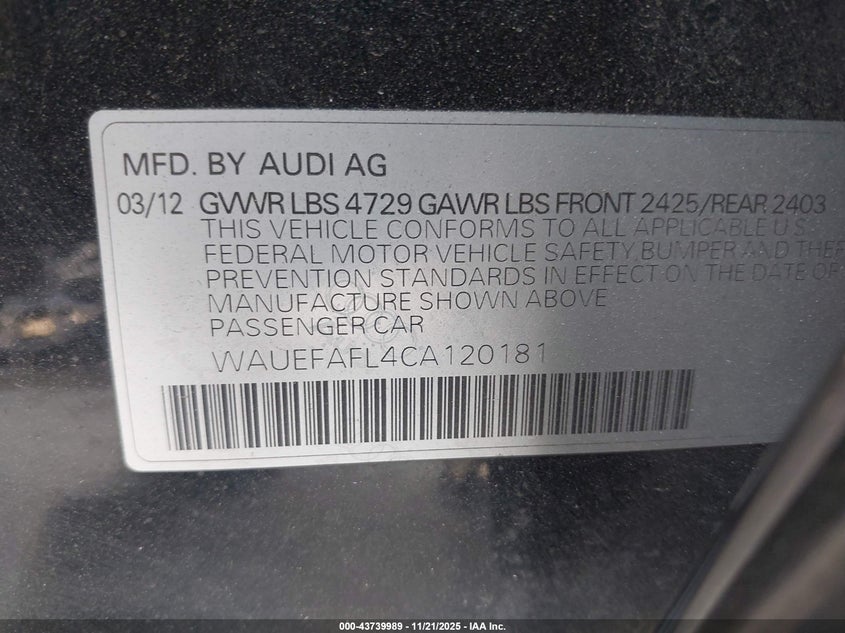 MFD. BY AUDI AG
03/12 GVWR LBS 4729 GAWR LBS FRONT 2425/REAR 2403
THIS VEHICLE CONFORMS TO ALL APPLICABLE U.S.
FEDERAL MOTOR VEHICLE SAFETY, BUMPER AND THEF
PREVENTION STANDARDS IN EFFECT ON THE DATE OF
MANUFACTURE SHOWN ABOVE
PASSENGER CAR
WAUEFAFL4CA120181
000-43739989 - 11/21/2025 - IAA Inc.